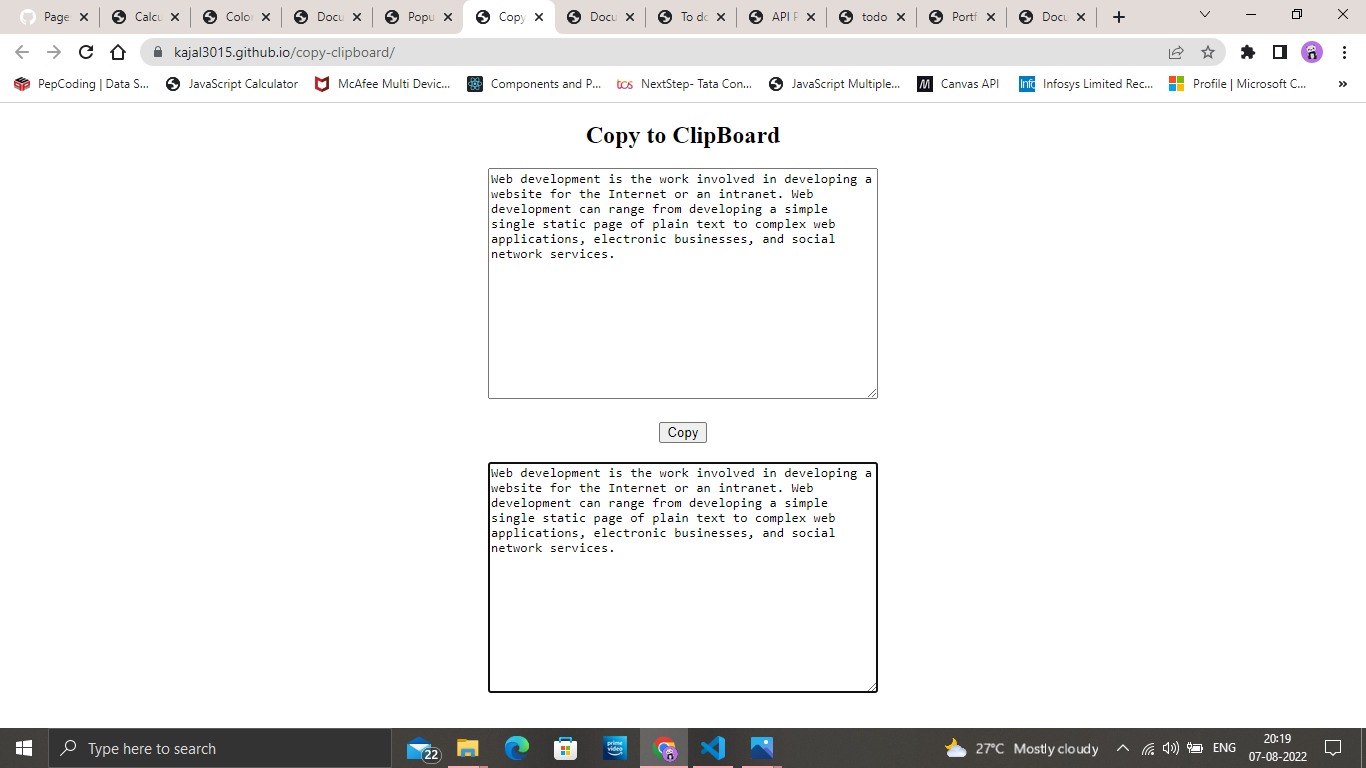 Page Calcu Color Docu Popu Copy Docu To do API P todo Portf Docu
kajal3015.github.io/copy-clipboard/
PepCoding | Data S... JavaScript Calculator McAfee Multi Devic... Components and P... tcs NextStep- Tata Con... JavaScript Multiple... M Canvas API Info Infosys Limited Rec... Profile | Microsoft C... »
Copy to ClipBoard
Web development is the work involved in developing a
website for the Internet or an intranet. Web
development can range from developing a simple
single static page of plain text to complex web
applications, electronic businesses, and social
network services.
Copy
Web development is the work involved in developing a
website for the Internet or an intranet. Web
development can range from developing a simple
single static page of plain text to complex web
applications, electronic businesses, and social
network services.
Type here to search 22 prime video 27°C Mostly cloudy ENG 20:19
07-08-2022